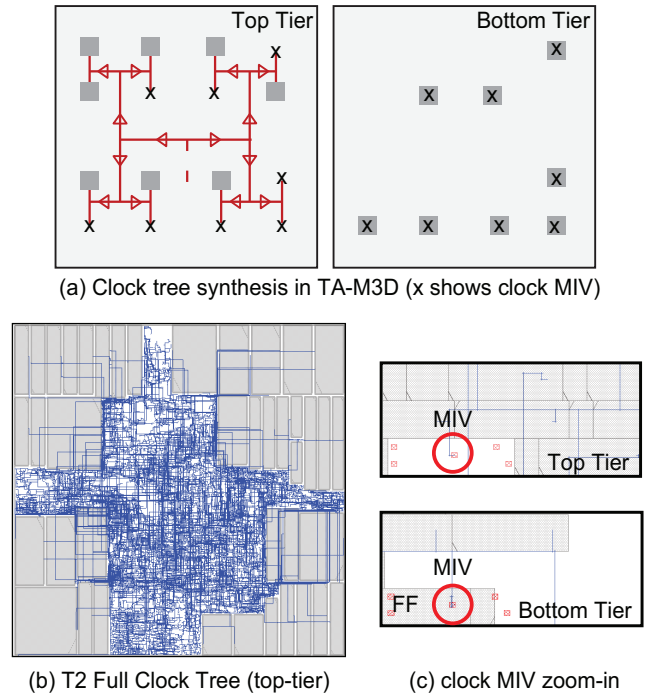 Top Tier
Bottom Tier
x x x x x x x x
x x x x x x x x
(a) Clock tree synthesis in TA-M3D (x shows clock MIV)
MIV
Top Tier
MIV
FF
Bottom Tier
(b) T2 Full Clock Tree (top-tier)
(c) clock MIV zoom-in